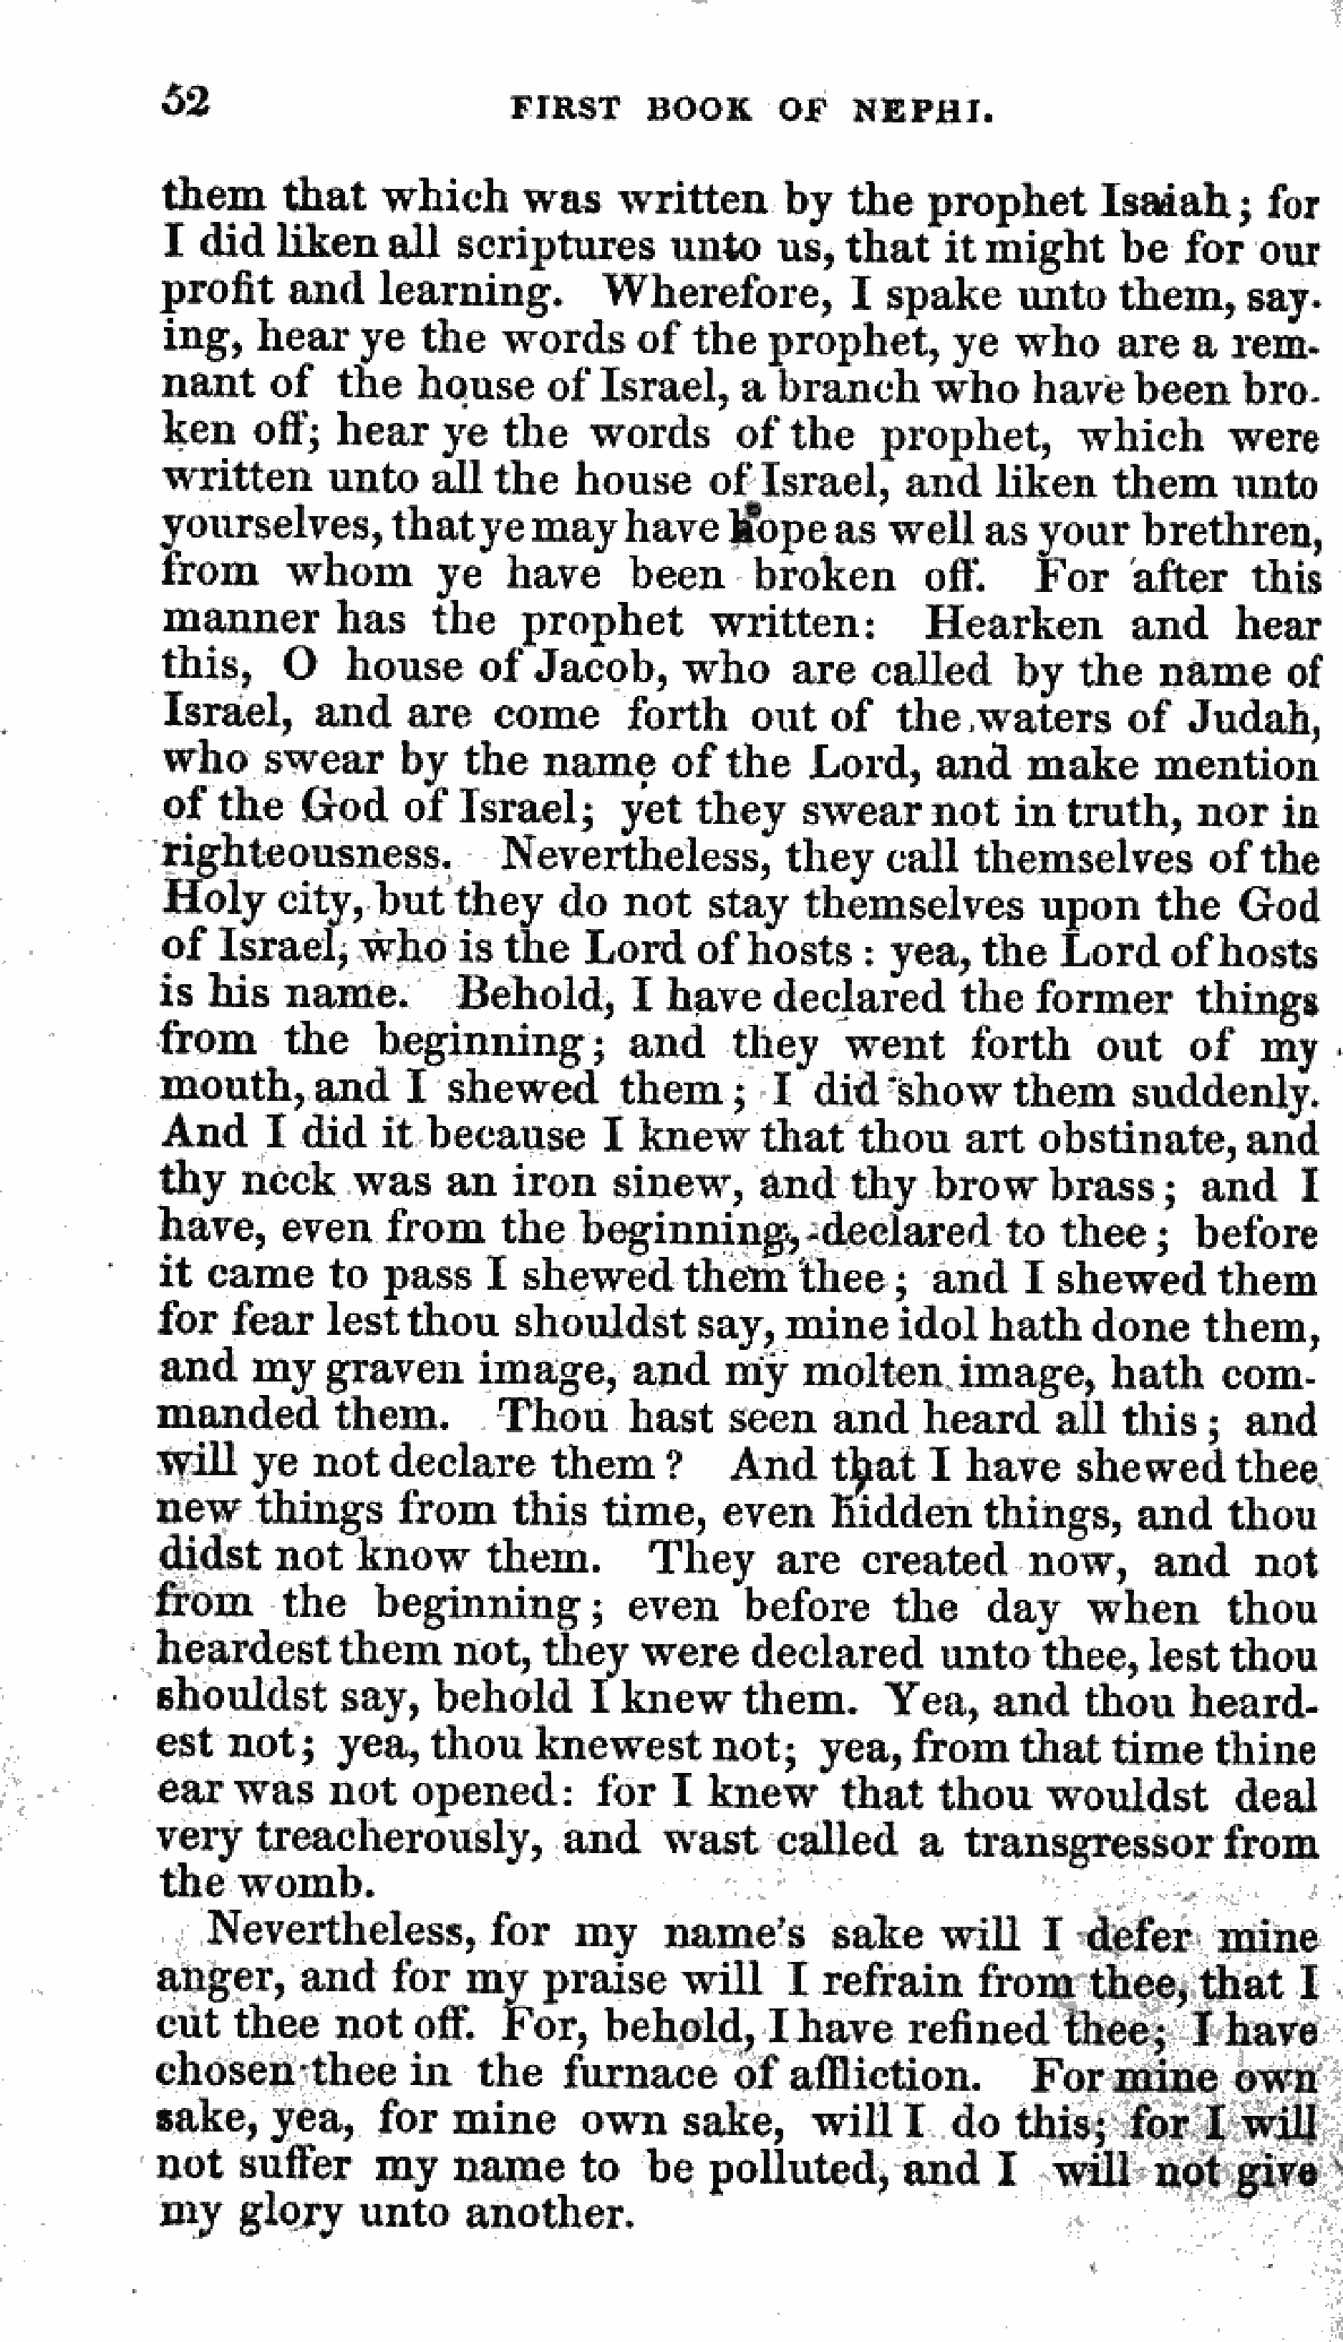 52 FIRST BOOK OF NEPHI.
them that which was written by the prophet Isaiah; for
I did liken all scriptures unto us, that it might be for our
profit and learning. Wherefore, I spake unto them, say-
ing, hear ye the words of the prophet, ye who are a rem-
nant of the house of Israel, a branch who have been bro-
ken off; hear ye the words of the prophet, which were
written unto all the house of Israel, and liken them unto
yourselves, that ye may have hope as well as your brethren,
from whom ye have been broken off. For after this
manner has the prophet written: Hearken and hear
this, O house of Jacob, who are called by the name of
Israel, and are come forth out of the waters of Judah,
who swear by the name of the Lord, and make mention
of the God of Israel; yet they swear not in truth, nor in
righteousness. Nevertheless, they call themselves of the
Holy city, but they do not stay themselves upon the God
of Israel, who is the Lord of hosts: yea, the Lord of hosts
is his name. Behold, I have declared the former things
from the beginning; and they went forth out of my
mouth, and I shewed them; I did show them suddenly.
And I did it because I knew that thou art obstinate, and
thy neck was an iron sinew, and thy brow brass; and I
have, even from the beginning, declared to thee; before
it came to pass I shewed them thee; and I shewed them
for fear lest thou shouldst say, mine idol hath done them,
and my graven image, and my molten image, hath com-
manded them. Thou hast seen and heard all this; and
will ye not declare them? And that I have shewed thee
new things from this time, even hidden things, and thou
didst not know them. They are created now, and not
from the beginning; even before the day when thou
heardest them not, they were declared unto thee, lest thou
shouldst say, behold I knew them. Yea, and thou heard-
est not; yea, thou knewest not; yea, from that time thine
ear was not opened: for I knew that thou wouldst deal
very treacherously, and wast called a transgressor from
the womb.
Nevertheless, for my name's sake will I defer mine
anger, and for my praise will I refrain from thee, that I
cut thee not off. For, behold, I have refined thee; I have
chosen thee in the furnace of affliction. For mine own
sake, yea, for mine own sake, will I do this; for I will
not suffer my name to be polluted, and I will not give
my glory unto another.